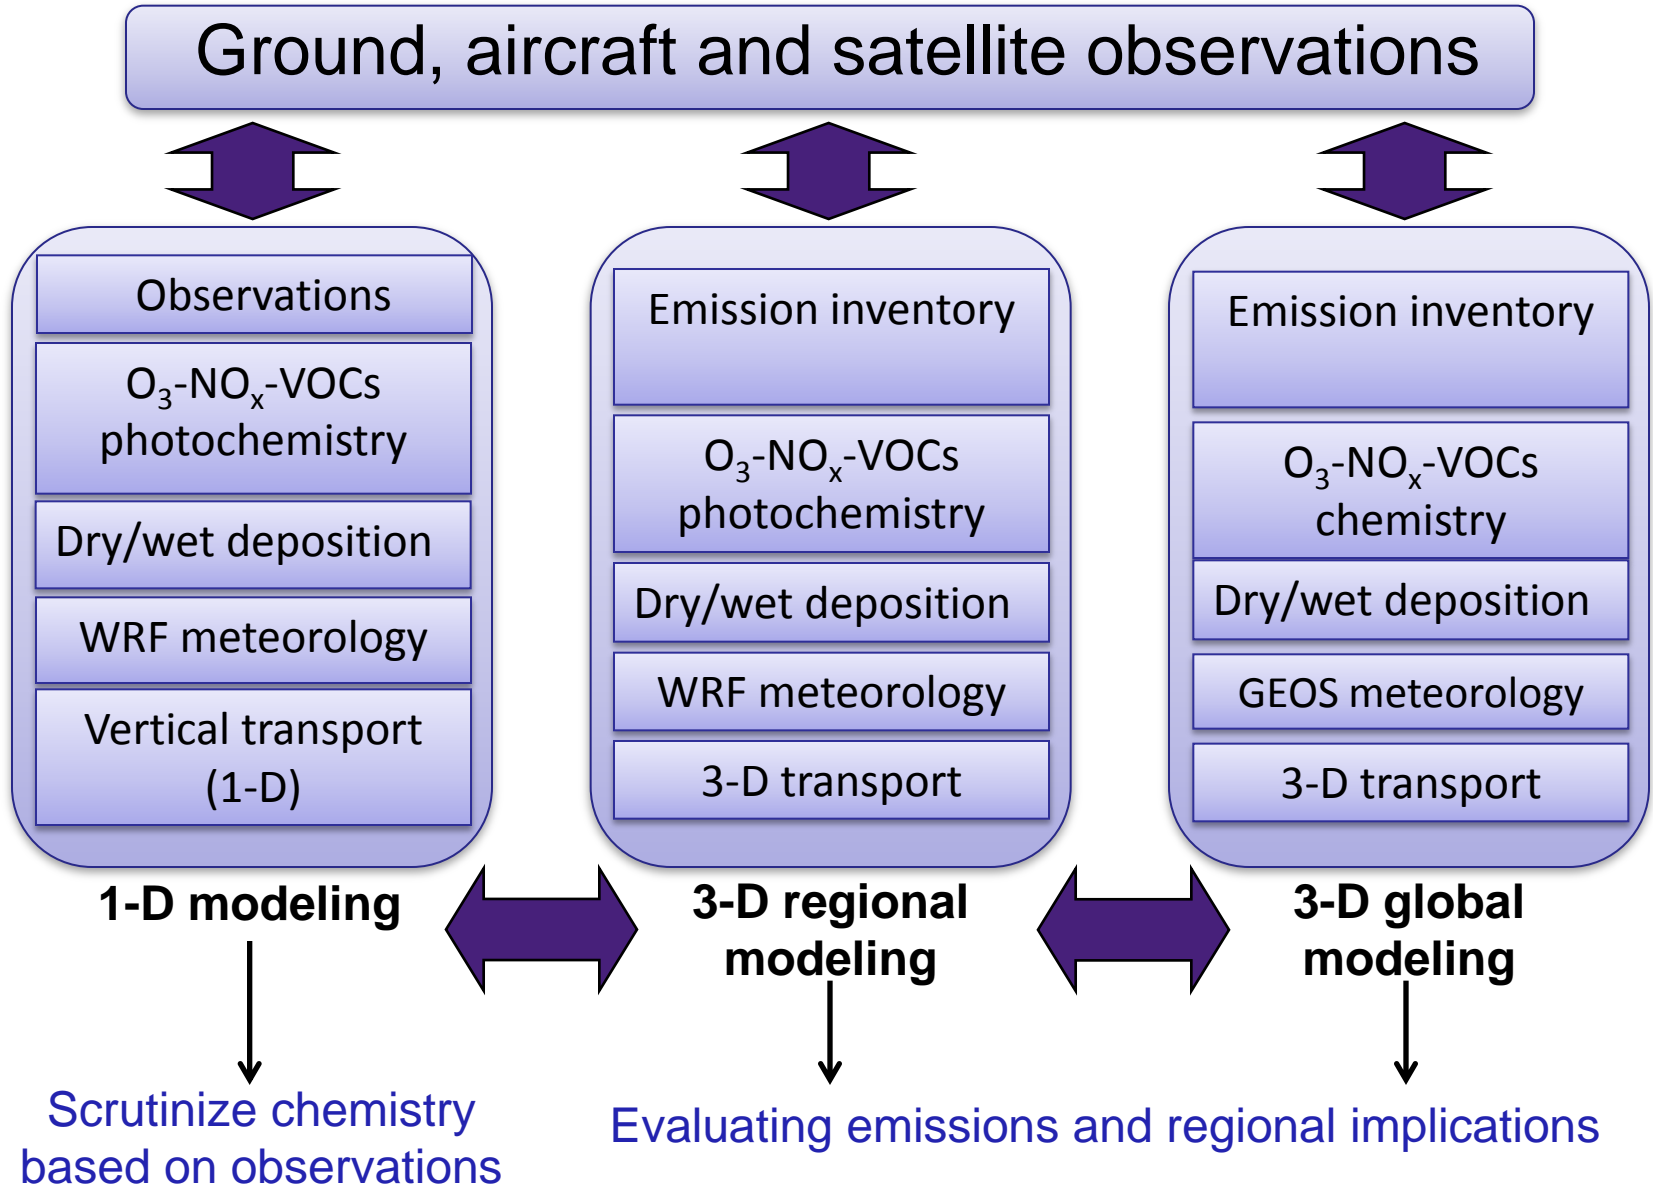 Ground, aircraft and satellite observations
Observations
O₃-NOₓ-VOCs
photochemistry
Dry/wet deposition
WRF meteorology
Vertical transport
(1-D)
1-D modeling
Scrutinize chemistry
based on observations
Emission inventory
O₃-NOₓ-VOCs
photochemistry
Dry/wet deposition
WRF meteorology
3-D transport
3-D regional
modeling
Emission inventory
O₃-NOₓ-VOCs
chemistry
Dry/wet deposition
GEOS meteorology
3-D transport
3-D global
modeling
Evaluating emissions and regional implications